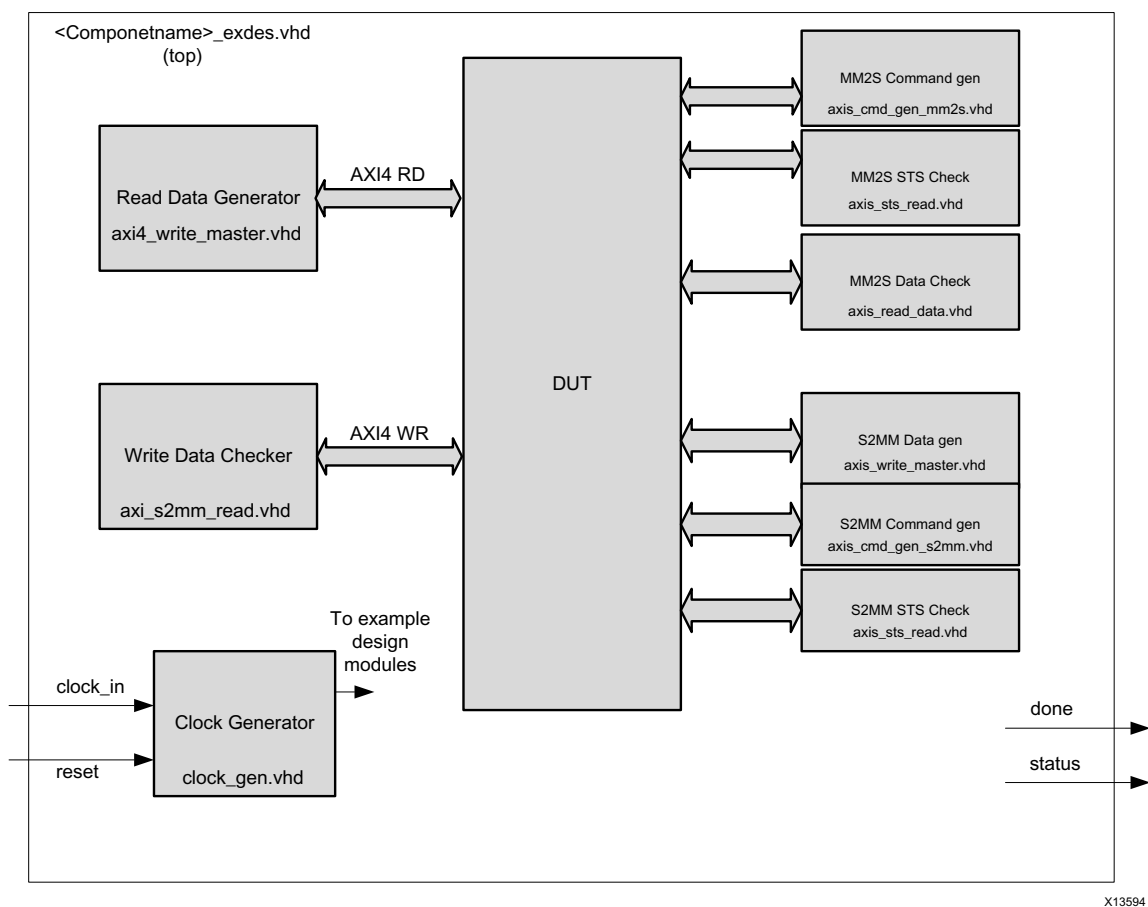 <Componetname>_exdes.vhd
(top)
MM2S Command gen
axis_cmd_gen_mm2s.vhd
MM2S STS Check
axis_sts_read.vhd
AXI4 RD
Read Data Generator
axi4_write_master.vhd
MM2S Data Check
axis_read_data.vhd
DUT
AXI4 WR
Write Data Checker
axi_s2mm_read.vhd
S2MM Data gen
axis_write_master.vhd
S2MM Command gen
axis_cmd_gen_s2mm.vhd
S2MM STS Check
axis_sts_read.vhd
To example
design
modules
clock_in
reset
Clock Generator
clock_gen.vhd
done
status
X13594